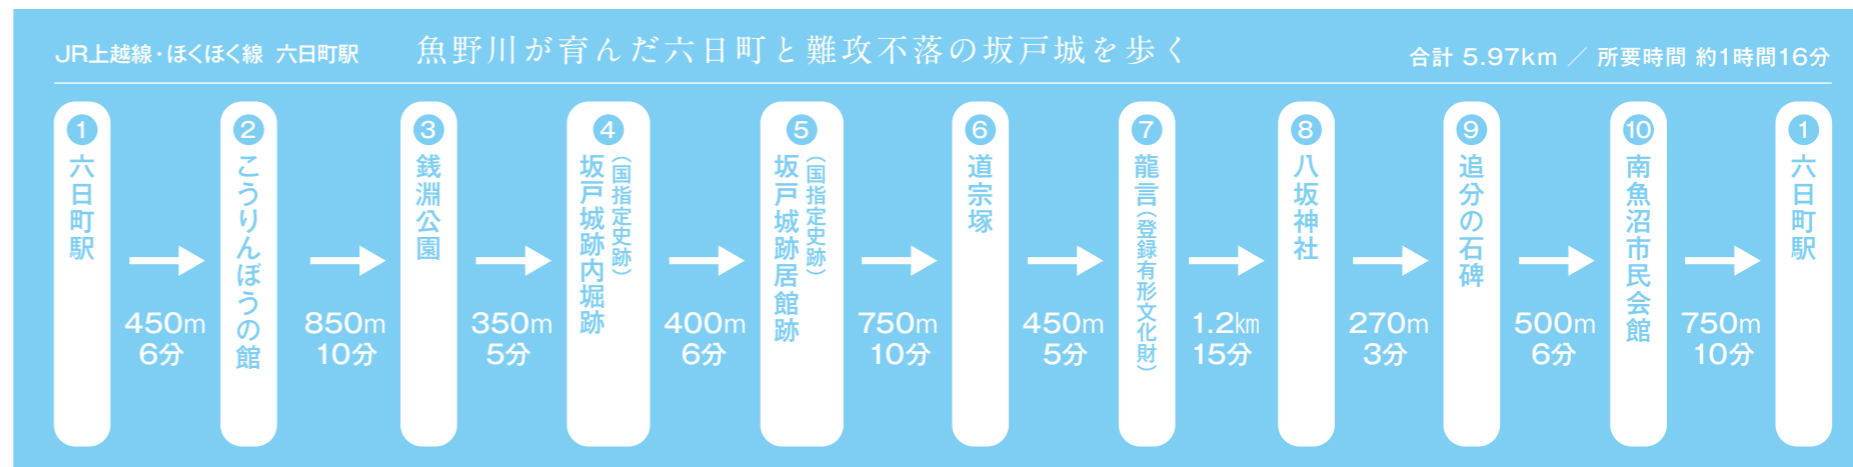 JR上越線・ほくほく線 六日町駅
魚野川が育んだ六日町と難攻不落の坂戸城を歩く
合計 5.97km ／ 所要時間 約1時間16分
1 六日町駅
450m
6分
2 こうりんぼうの館
850m
10分
3 銭淵公園
350m
5分
4 坂戸城跡内堀跡
（国指定史跡）
400m
6分
5 坂戸城跡居館跡
（国指定史跡）
750m
10分
6 道宗塚
450m
5分
7 龍言（登録有形文化財）
1.2㎞
15分
8 八坂神社
270m
3分
9 追分の石碑
500m
6分
10 南魚沼市民会館
750m
10分
1 六日町駅